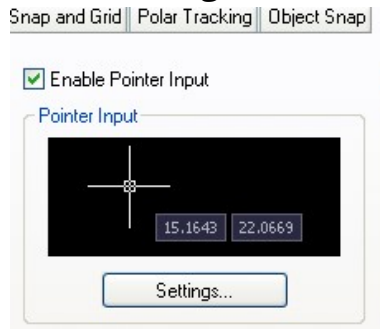 Snap and Grid Polar Tracking Object Snap
Enable Pointer Input
Pointer Input
15.1643 22.0669
Settings...